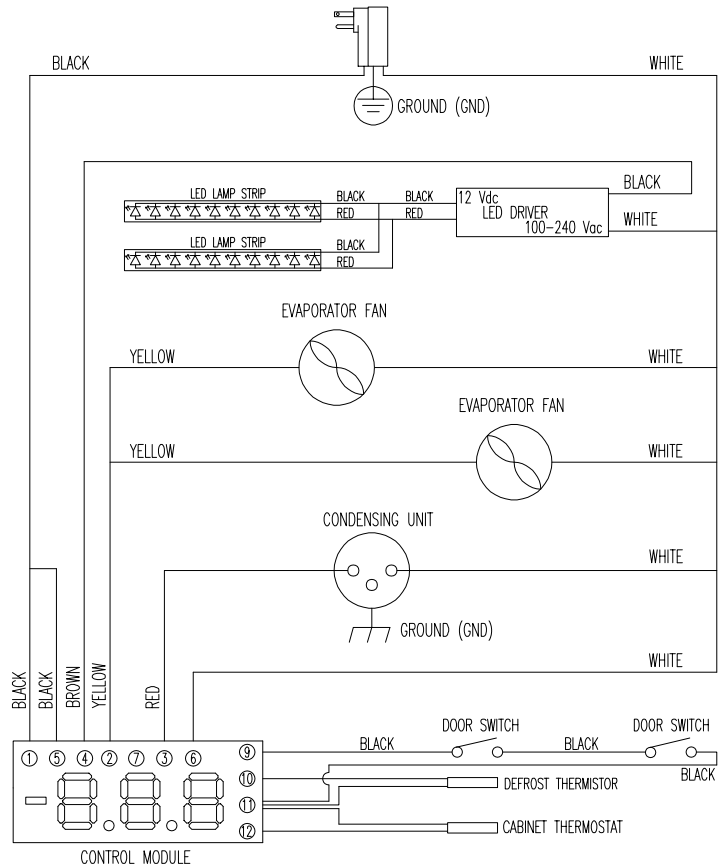 BLACK
WHITE
GROUND (GND)
LED LAMP STRIP
BLACK
BLACK
RED
RED
12 Vdc
LED DRIVER
100-240 Vac
BLACK
WHITE
LED LAMP STRIP
BLACK
RED
EVAPORATOR FAN
YELLOW
WHITE
EVAPORATOR FAN
YELLOW
WHITE
CONDENSING UNIT
WHITE
GROUND (GND)
WHITE
BLACK
BLACK
BROWN
YELLOW
RED
DOOR SWITCH
DOOR SWITCH
BLACK
BLACK
BLACK
1 5 4 2 7 3 6
9
10
11
12
DEFROST THERMISTOR
CABINET THERMOSTAT
CONTROL MODULE